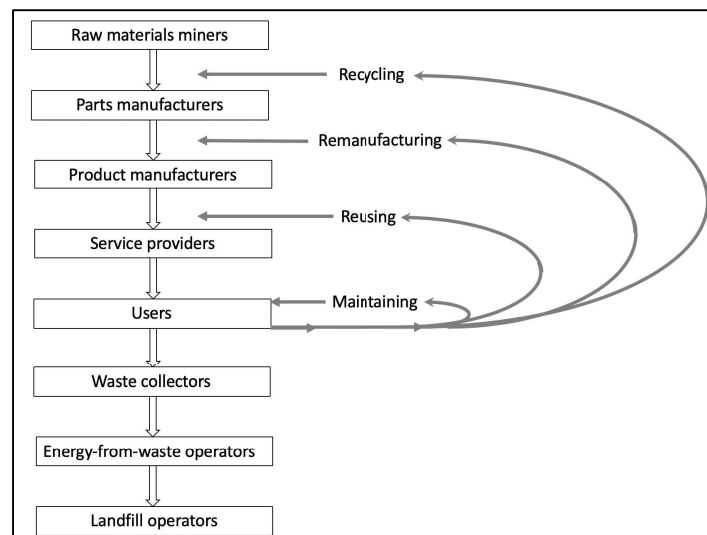 Raw materials miners
Recycling
Parts manufacturers
Remanufacturing
Product manufacturers
Reusing
Service providers
Maintaining
Users
Waste collectors
Energy-from-waste operators
Landfill operators